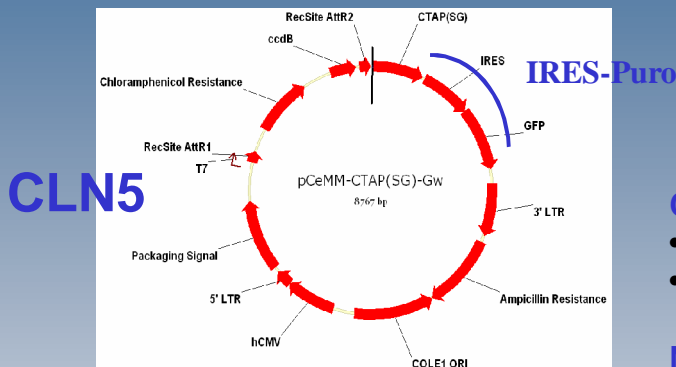 RecSite AttR2
CTAP(SG)
ccdB
IRES
IRES-Puro
Chloramphenicol Resistance
GFP
RecSite AttR1
T7
CLN5
pCeMM-CTAP(SG)-Gw
8767 bp
3' LTR
Packaging Signal
5' LTR
Ampicillin Resistance
hCMV
COLE1 ORI